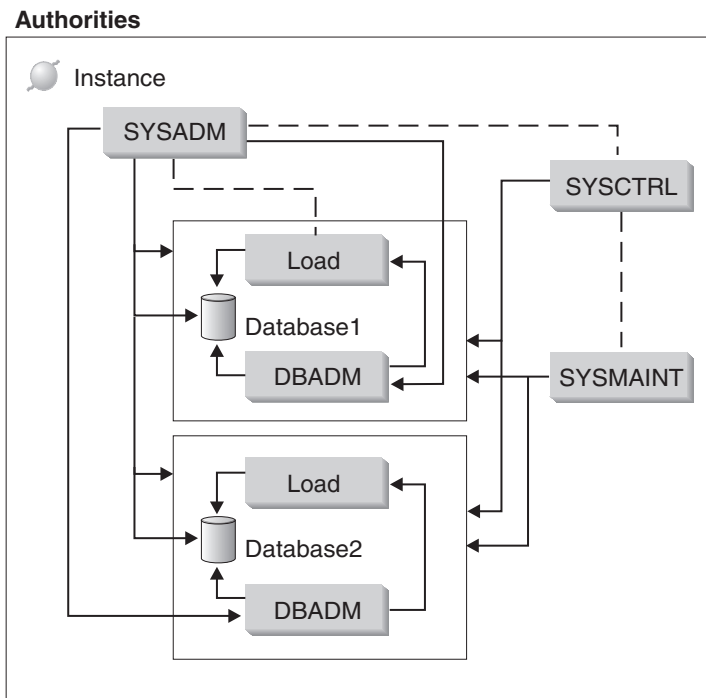 Authorities
Instance
SYSADM
SYSCTRL
Load
Database1
DBADM
SYSMAINT
Load
Database2
DBADM